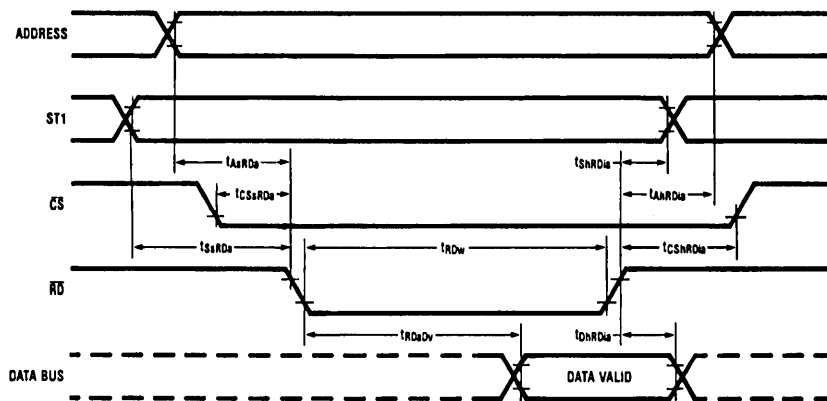 ADDRESS
ST1
tAsRDa
tShRDia
tCSsRDa
tAhRDia
CS
tSsRDa
tRDw
tCShRDia
RD
tRDaDv
tDhRDia
DATA BUS
DATA VALID